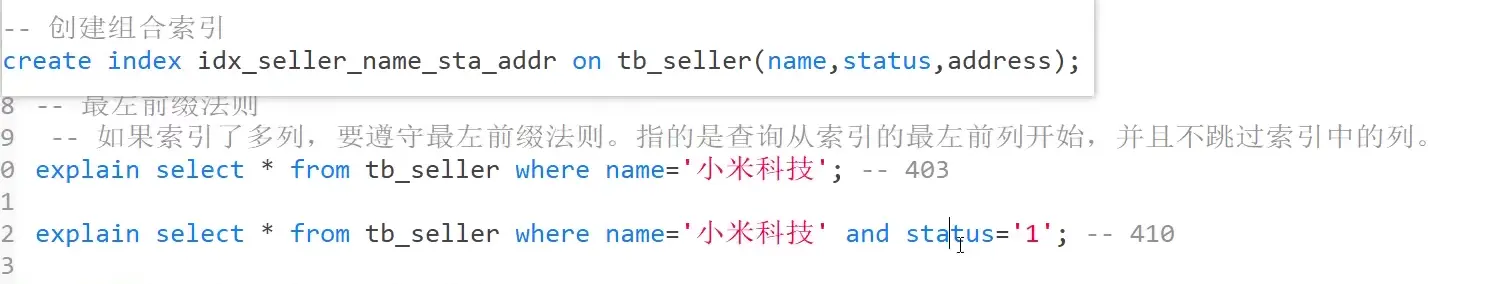 -- 创建组合索引
create index idx_seller_name_sta_addr on tb_seller(name,status,address);
8 -- 最左前缀法则
9 -- 如果索引了多列，要遵守最左前缀法则。指的是查询从索引的最左前列开始，并且不跳过索引中的列。
0 explain select * from tb_seller where name='小米科技'; -- 403
1
2 explain select * from tb_seller where name='小米科技' and status='1'; -- 410
3